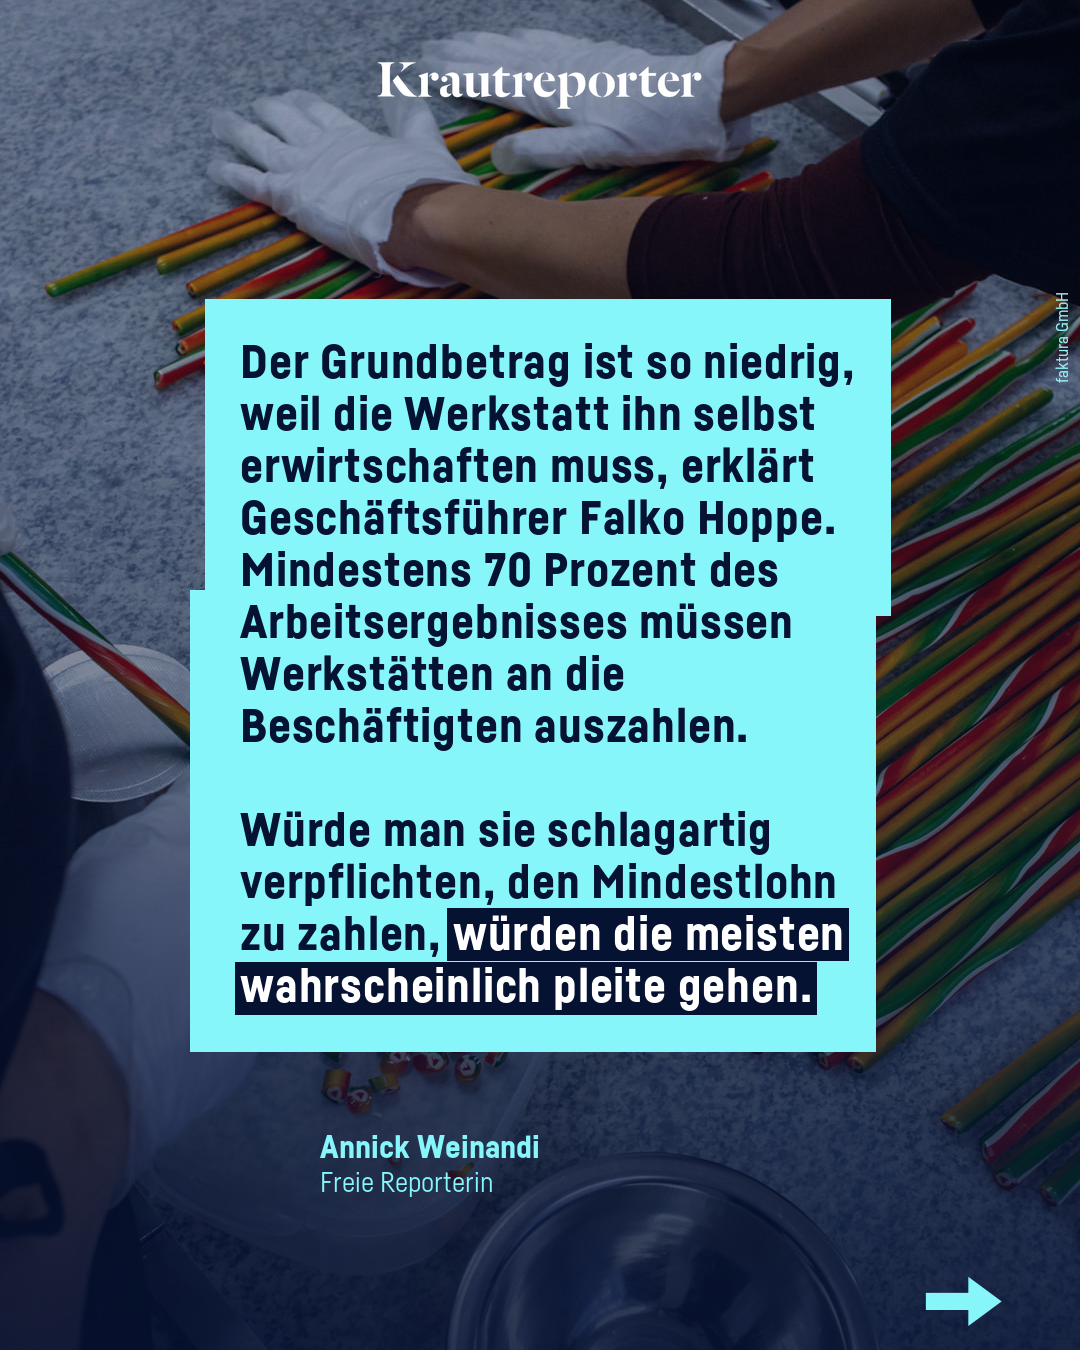 Krautreporter
faktura GmbH
Der Grundbetrag ist so niedrig,
weil die Werkstatt ihn selbst
erwirtschaften muss, erklärt
Geschäftsführer Falko Hoppe.
Mindestens 70 Prozent des
Arbeitsergebnisses müssen
Werkstätten an die
Beschäftigten auszahlen.
Würde man sie schlagartig
verpflichten, den Mindestlohn
zu zahlen, würden die meisten
wahrscheinlich pleite gehen.
Annick Weinandi
Freie Reporterin